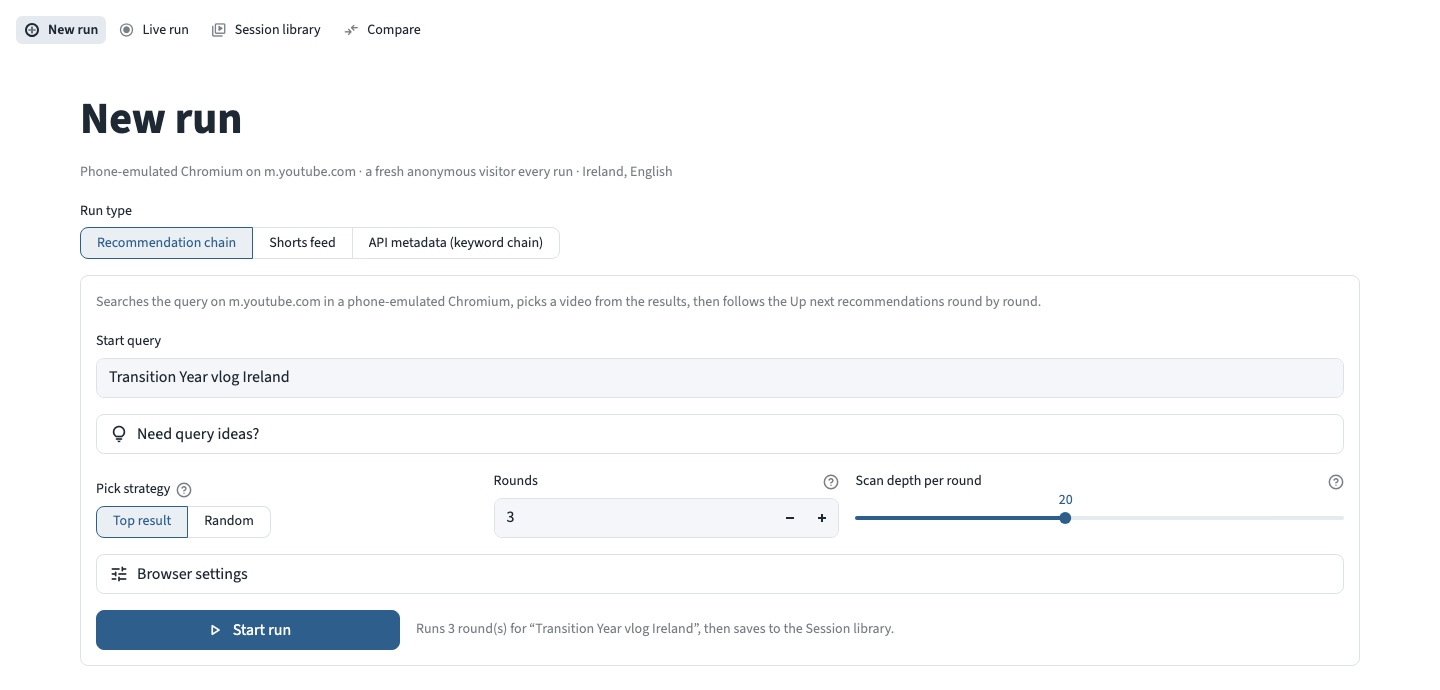 New run
Live run
Session library
Compare
New run
Phone-emulated Chromium on m.youtube.com · a fresh anonymous visitor every run · Ireland, English
Run type
Recommendation chain
Shorts feed
API metadata (keyword chain)
Searches the query on m.youtube.com in a phone-emulated Chromium, picks a video from the results, then follows the Up next recommendations round by round.
Start query
Transition Year vlog Ireland
Need query ideas?
Pick strategy
Rounds
Scan depth per round
20
Top result
Random
3
Browser settings
Start run
Runs 3 round(s) for “Transition Year vlog Ireland”, then saves to the Session library.